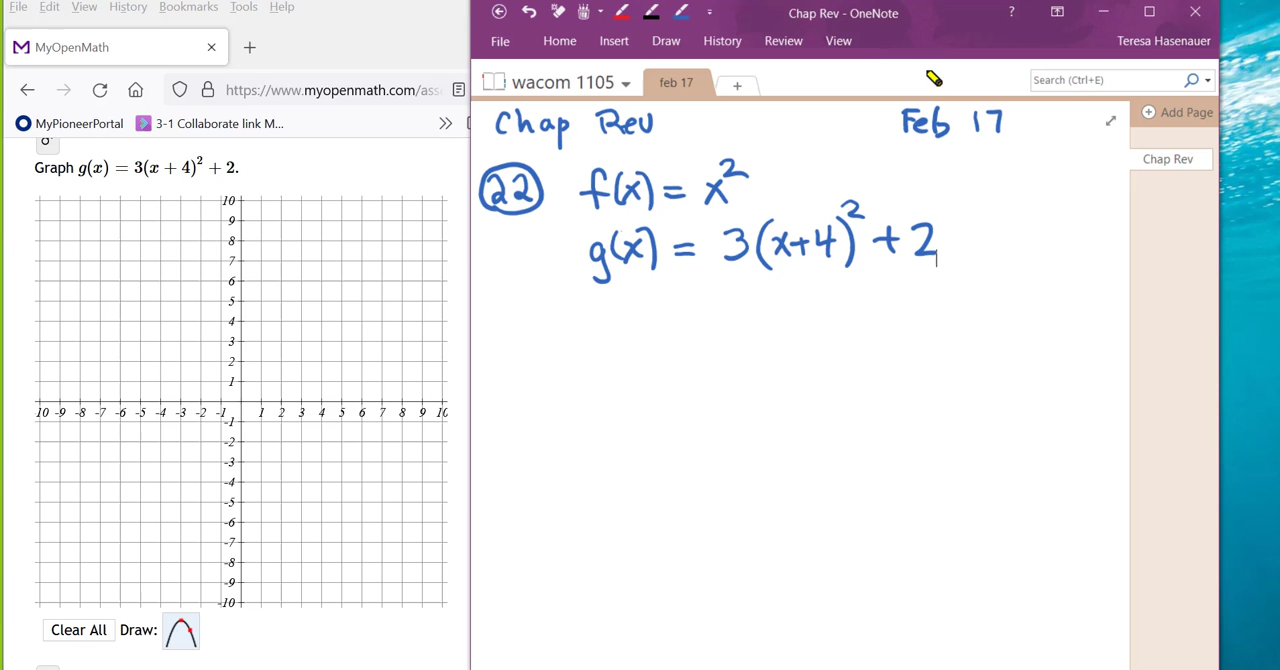 File Edit View History Bookmarks Tools Help
MyOpenMath
https://www.myopenmath.com/ass
MyPioneerPortal 3-1 Collaborate link M...
Graph g(x) = 3(x + 4)² + 2.
10
9
8
7
6
5
4
3
2
1
10 -9 -8 -7 -6 -5 -4 -3 -2 -1 1 2 3 4 5 6 7 8 9 10
-1
-2
-3
-4
-5
-6
-7
-8
-9
-10
Clear All Draw:
Chap Rev - OneNote ?
File Home Insert Draw History Review View Teresa Hasenauer
wacom 1105 feb 17 + Search (Ctrl+E)
Add Page
Chap Rev
Chap Rev Feb 17
22 f(x) = x²
g(x) = 3(x+4)² + 2